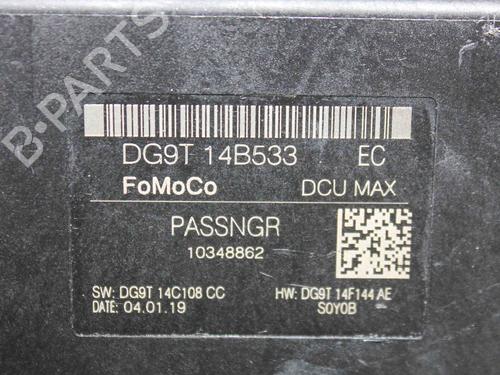 B-PARTS
DG9T 14B533 EC
FoMoCo DCU MAX
PASSNGR
10348862
SW: DG9T 14C108 CC HW: DG9T 14F144 AE
DATE: 04.01.19 S0Y0B